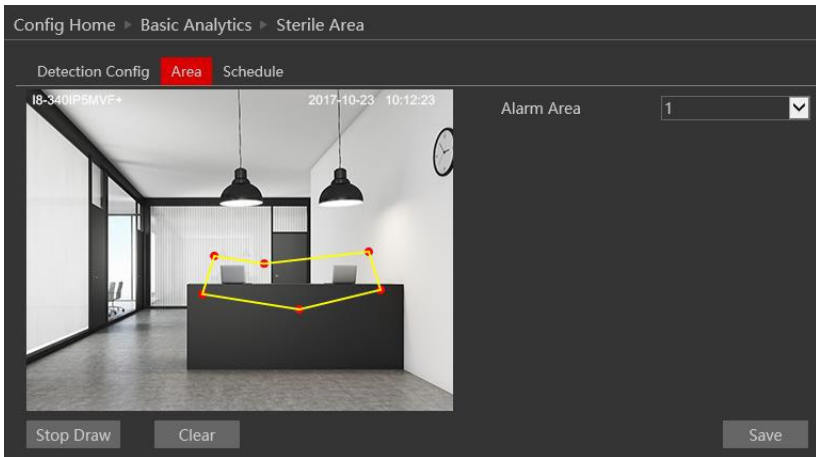 Config Home ▶ Basic Analytics ▶ Sterile Area
Detection Config Area Schedule
I8-340IP5MVF+ 2017-10-23 10:12:23
Alarm Area 1
Stop Draw Clear Save